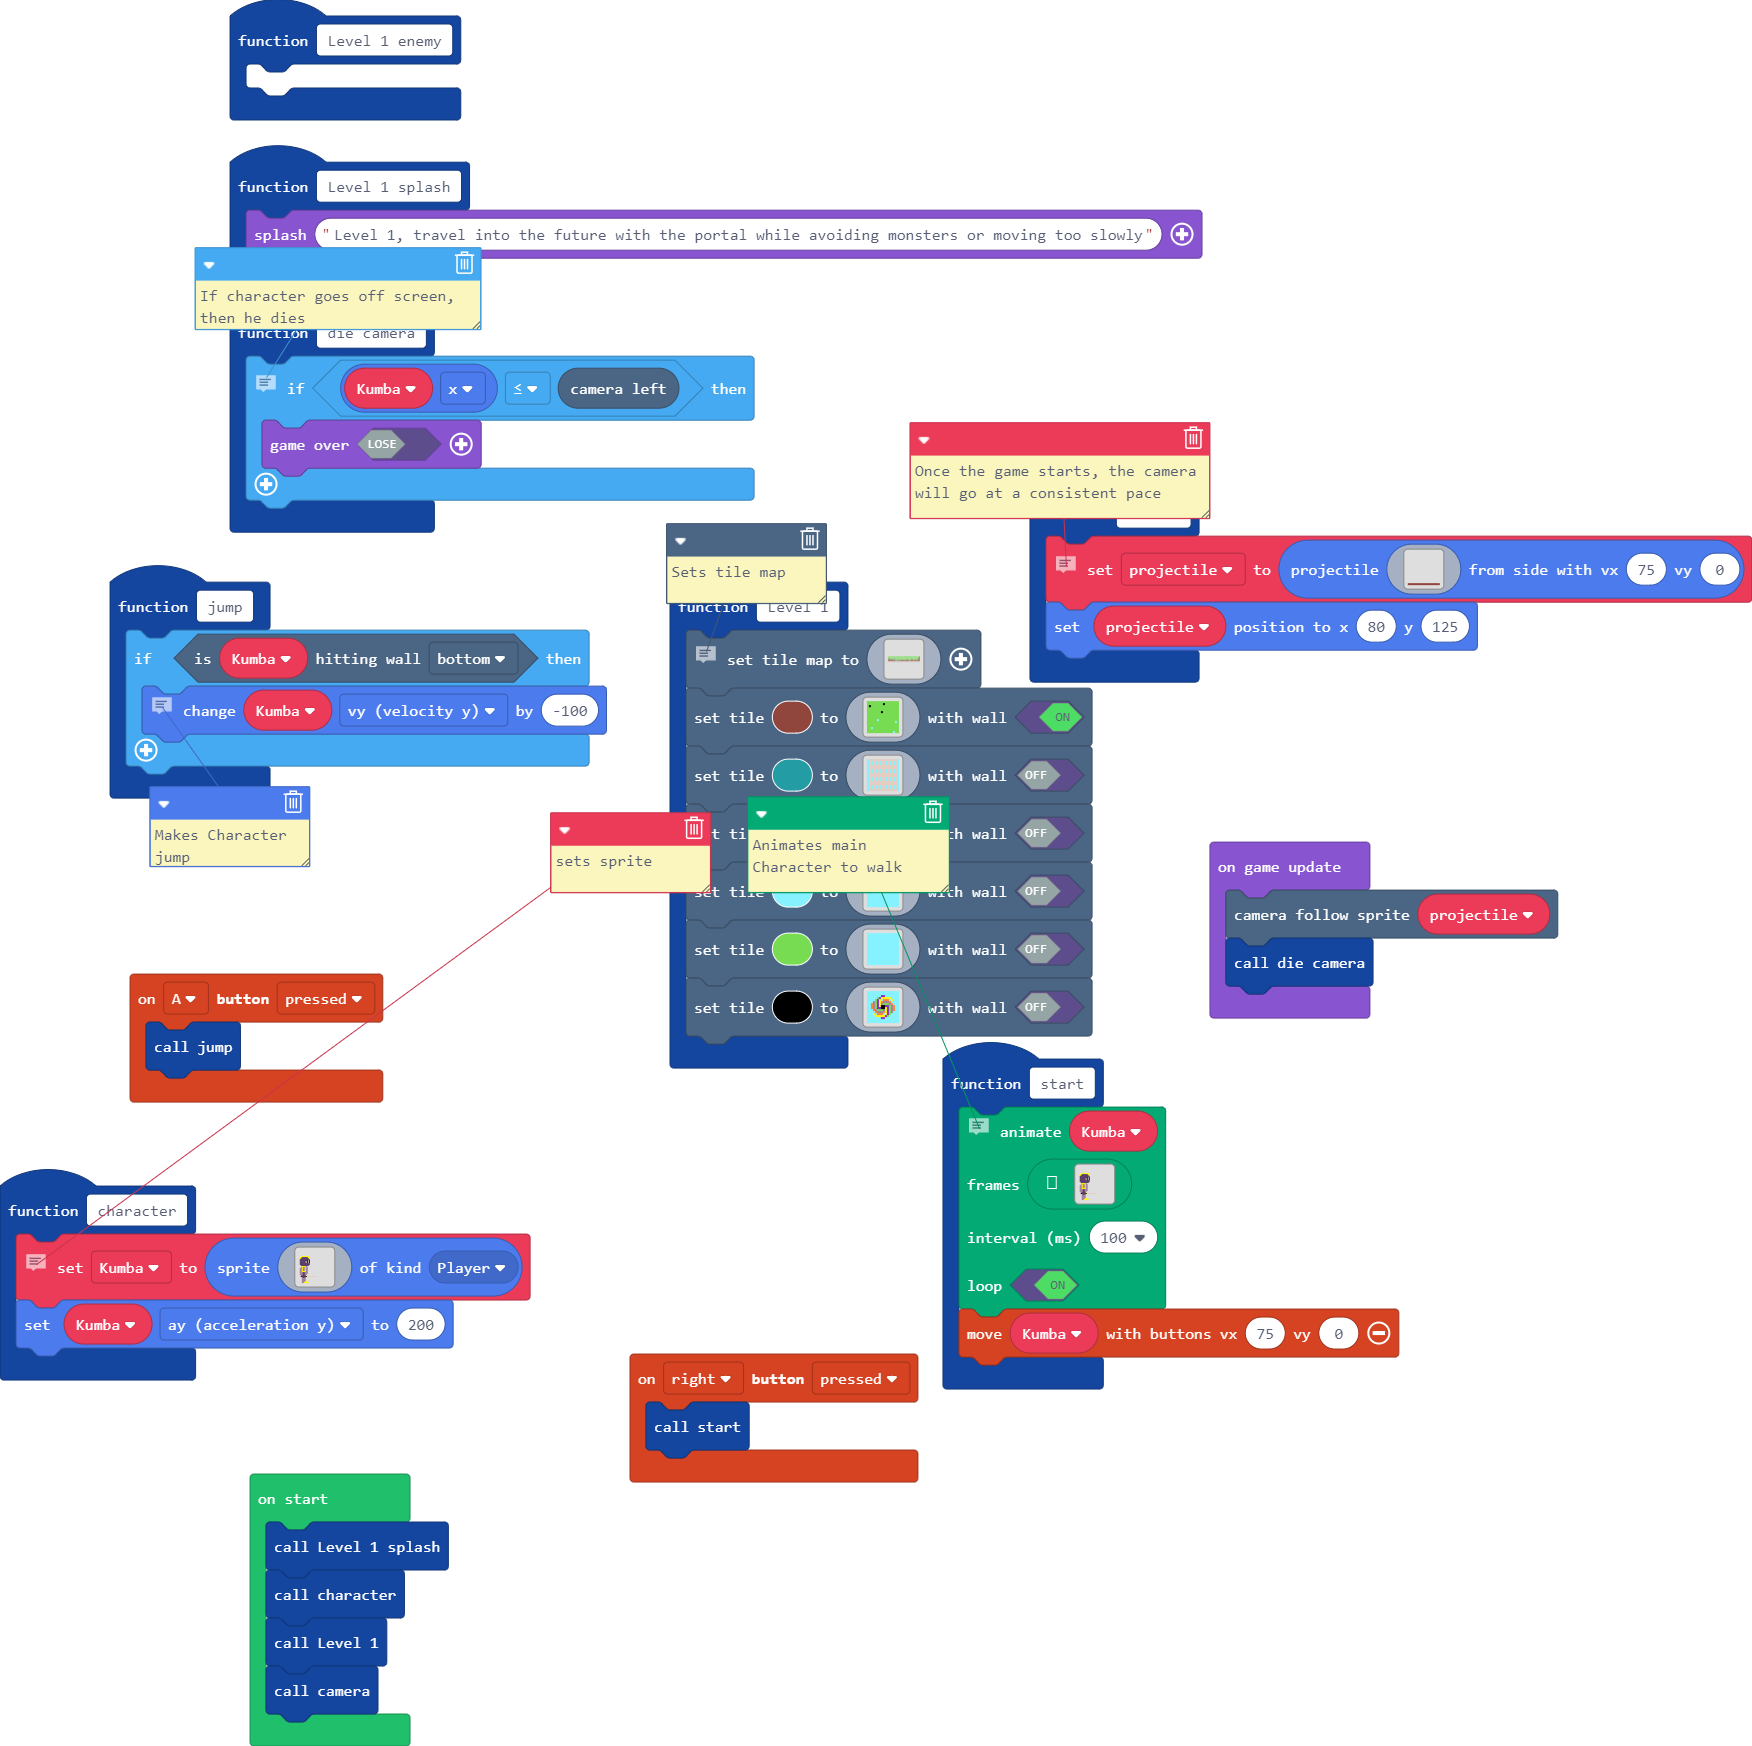 function Level 1 enemy
function Level 1 splash
splash "Level 1, travel into the future with the portal while avoiding monsters or moving too slowly"
If character goes off screen,
then he dies
function die camera
if Kumba x ≤ camera left then
game over LOSE
Once the game starts, the camera
will go at a consistent pace
set projectile to projectile from side with vx 75 vy 0
set projectile position to x 80 y 125
function jump
if is Kumba hitting wall bottom then
change Kumba vy (velocity y) by -100
Makes Character
jump
Sets tile map
function Level 1
set tile map to
set tile to with wall ON
set tile to with wall OFF
set ti with wall OFF
set tile to with wall OFF
set tile to with wall OFF
set tile to with wall OFF
sets sprite
Animates main
Character to walk
on game update
camera follow sprite projectile
call die camera
on A button pressed
call jump
function start
animate Kumba
frames
interval (ms) 100
loop ON
move Kumba with buttons vx 75 vy 0
function character
set Kumba to sprite of kind Player
set Kumba ay (acceleration y) to 200
on right button pressed
call start
on start
call Level 1 splash
call character
call Level 1
call camera